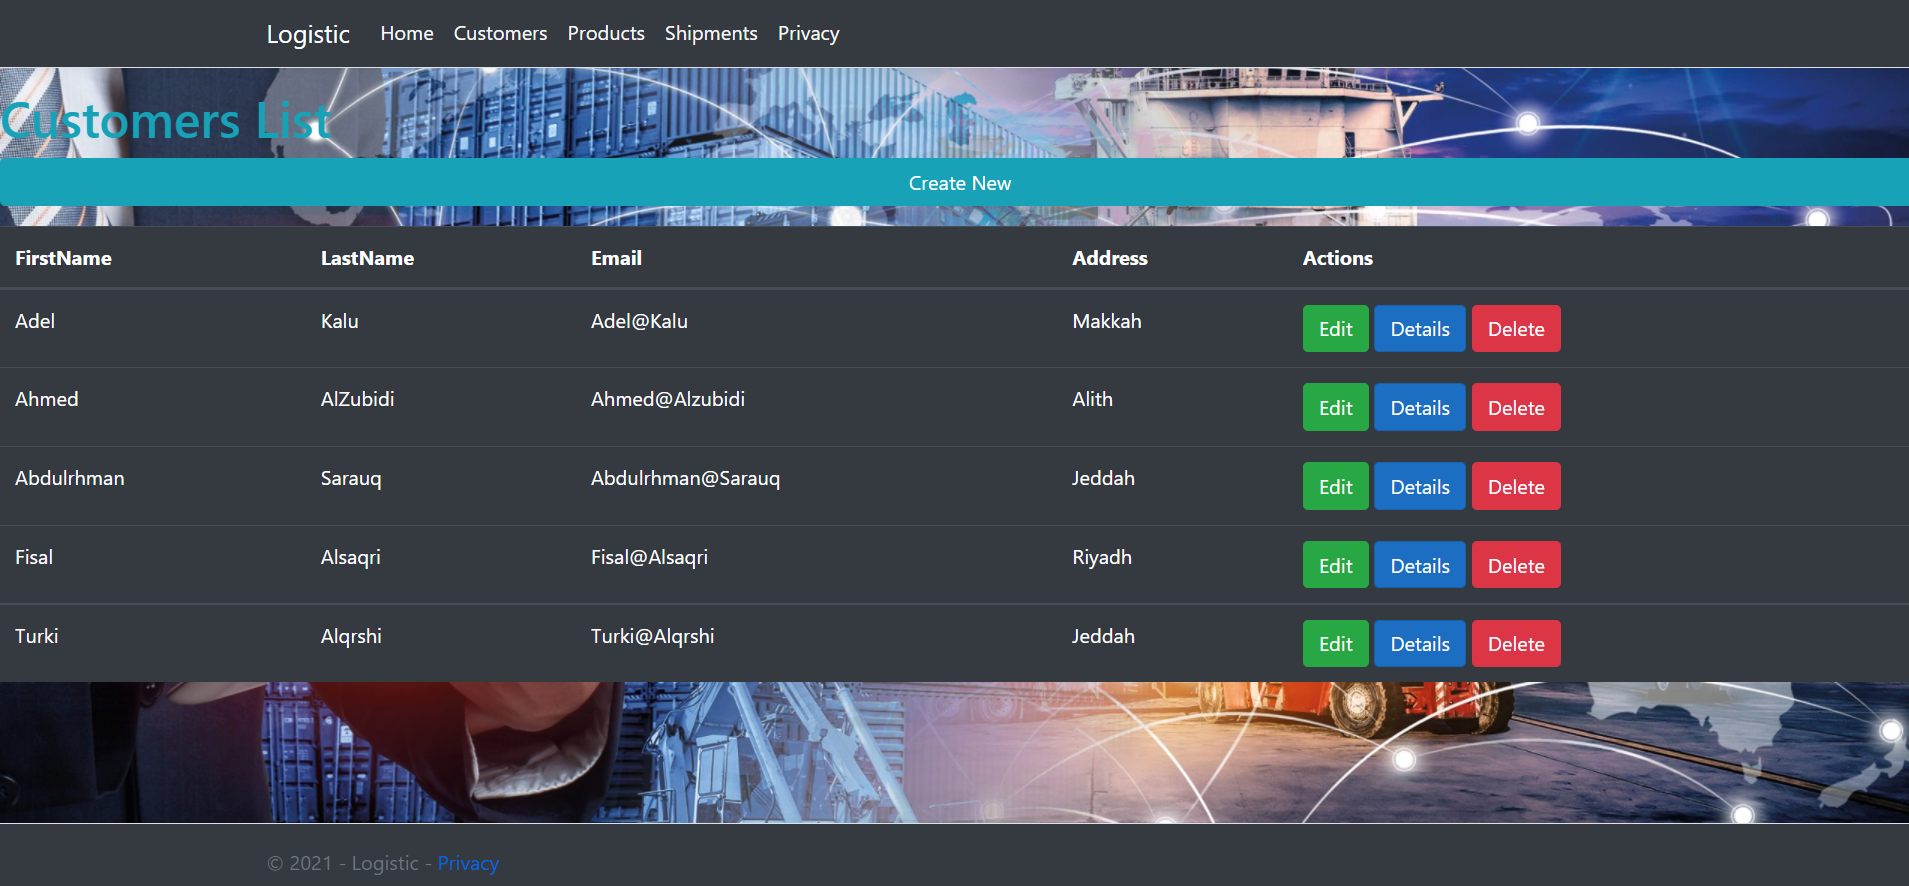 Logistic Home Customers Products Shipments Privacy
Customers List
Create New
FirstName LastName Email Address Actions
Adel Kalu Adel@Kalu Makkah Edit Details Delete
Ahmed AlZubidi Ahmed@Alzubidi Alith Edit Details Delete
Abdulrhman Sarauq Abdulrhman@Sarauq Jeddah Edit Details Delete
Fisal Alsaqri Fisal@Alsaqri Riyadh Edit Details Delete
Turki Alqrshi Turki@Alqrshi Jeddah Edit Details Delete
© 2021 - Logistic - Privacy